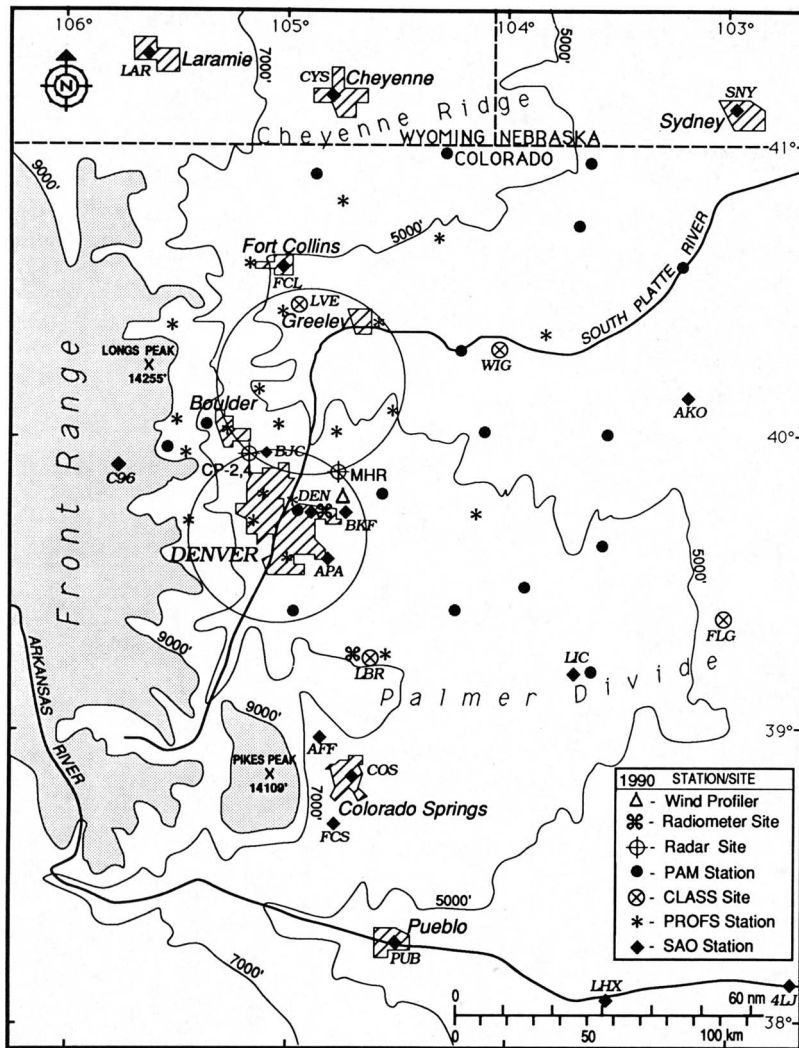 106°
105°
104°
103°
LAR
Laramie
7000'
CYS
Cheyenne
5000'
SNY
Sydney
N
Cheyenne Ridge
WYOMING
NEBRASKA
COLORADO
41°
9000'
5000'
Fort Collins
FCL
LVE
Greeley
SOUTH PLATTE RIVER
WIG
LONGS PEAK
X
14255'
Front Range
Boulder
AKO
40°
BJC
CP-2,4
MHR
C96
DEN
BKF
DENVER
APA
5000'
FLG
ARKANSAS RIVER
9000'
LBR
LIC
Palmer Divide
9000'
39°
AFF
PIKES PEAK
X
14109'
COS
7000'
Colorado Springs
FCS
1990 STATION/SITE
- Wind Profiler
- Radiometer Site
- Radar Site
- PAM Station
- CLASS Site
- PROFS Station
- SAO Station
5000'
Pueblo
PUB
7000'
LHX
4LJ
0 60 nm
38°
0 50 100 km